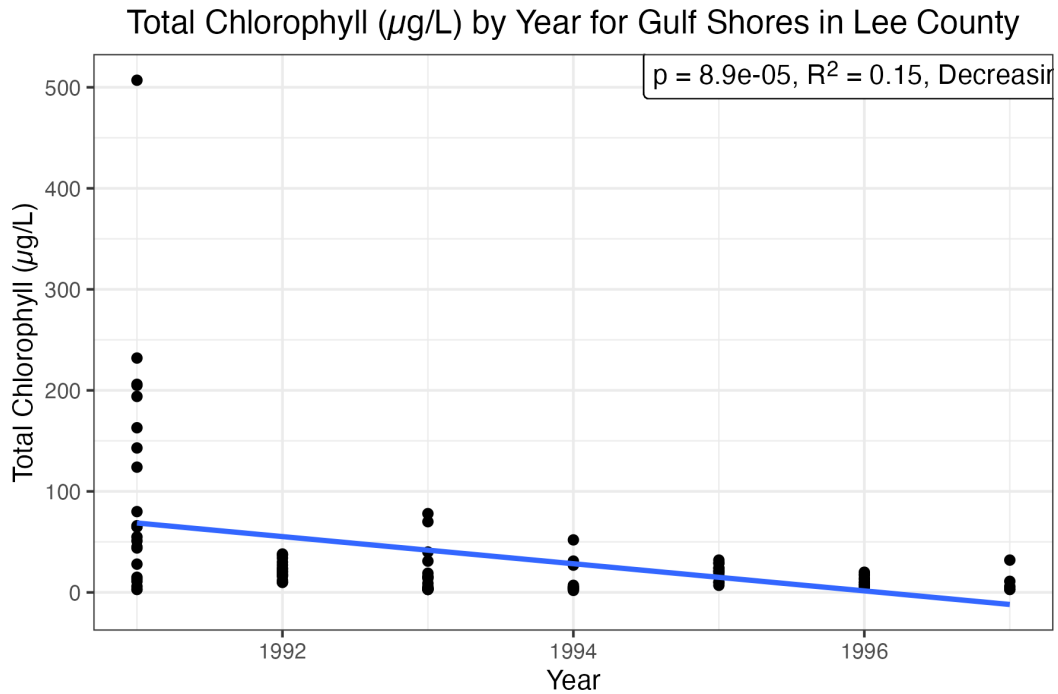 Total Chlorophyll (μg/L) by Year for Gulf Shores in Lee County
p = 8.9e-05, R² = 0.15, Decreasin
500
400
300
200
100
0
Total Chlorophyll (μg/L)
1992 1994 1996
Year